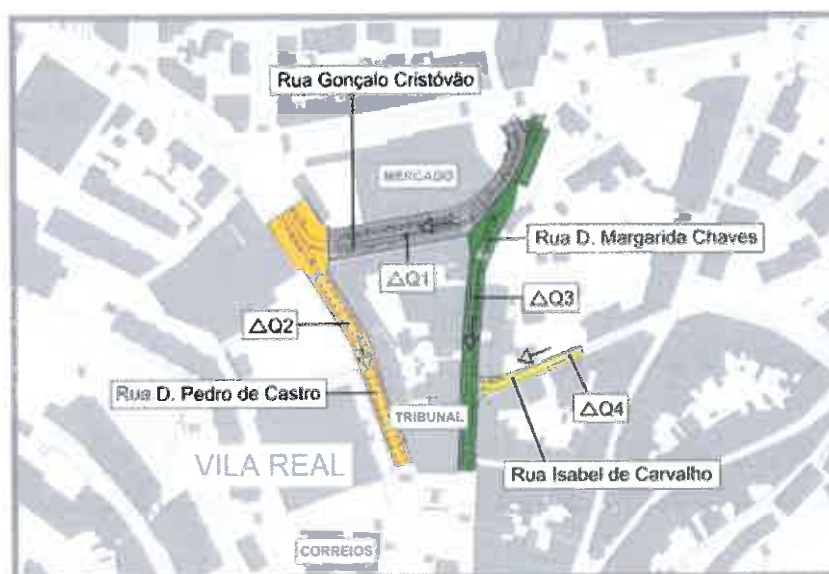 Rua Gonçalo Cristóvão
MERCADO
Rua D. Margarida Chaves
△Q1
△Q3
△Q2
△Q4
Rua D. Pedro de Castro
TRIBUNAL
VILA REAL
Rua Isabel de Carvalho
CORREIOS